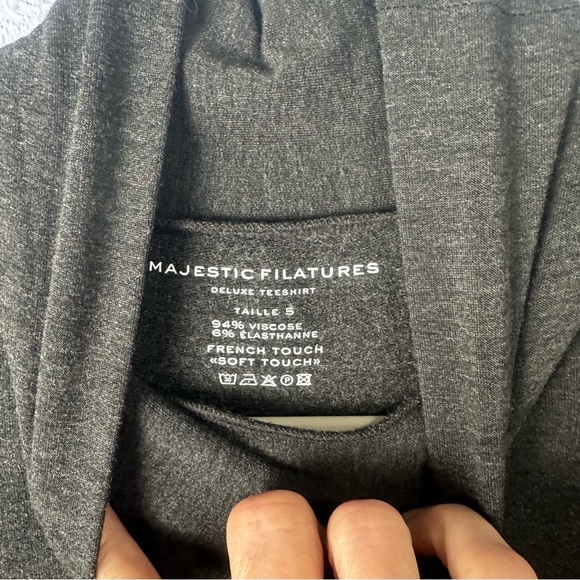 MAJESTIC FILATURES
DELUXE TEESHIRT
TAILLE 5
94% VISCOSE
6% ÉLASTHANNE
FRENCH TOUCH
«SOFT TOUCH»